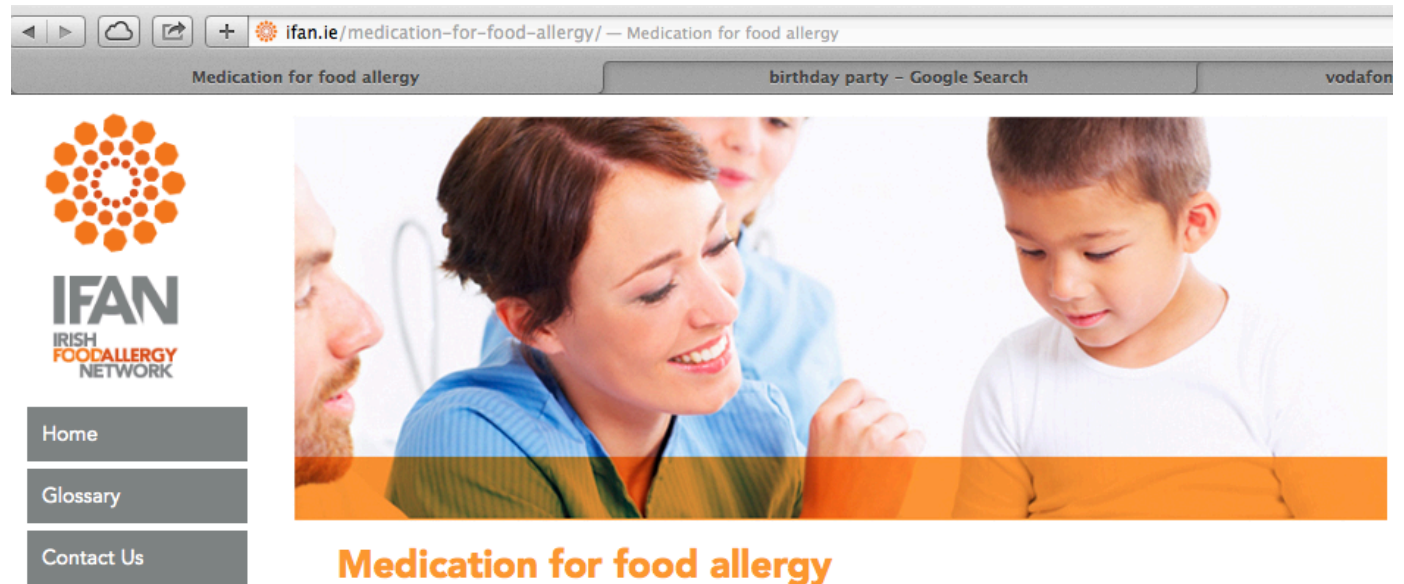 ifan.ie/medication-for-food-allergy/ — Medication for food allergy
Medication for food allergy
birthday party – Google Search
vodafon
IFAN
IRISH
FOODALLERGY
NETWORK
Home
Glossary
Contact Us
Medication for food allergy